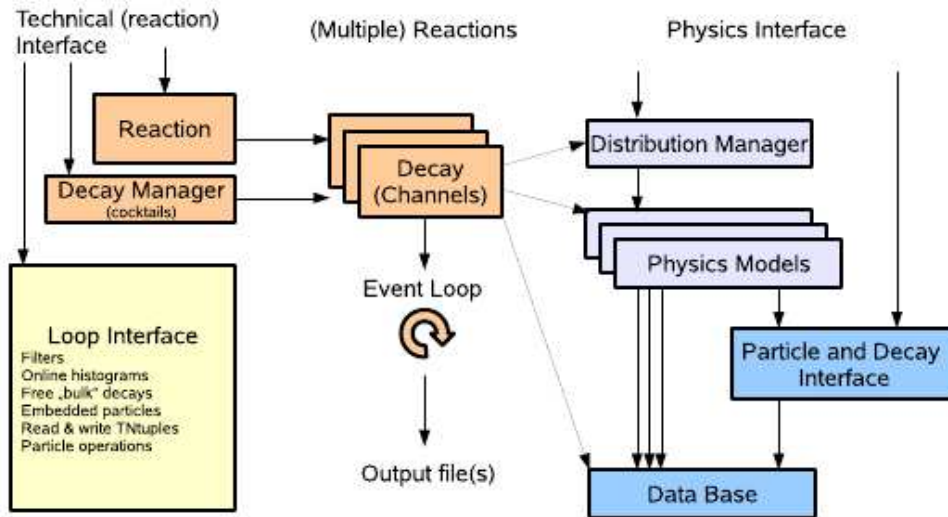 Technical (reaction)
Interface
(Multiple) Reactions
Physics Interface
Reaction
Decay Manager
(cocktails)
Decay
(Channels)
Distribution Manager
Physics Models
Event Loop
Loop Interface
Filters
Online histograms
Free „bulk“ decays
Embedded particles
Read & write TNtuples
Particle operations
Particle and Decay
Interface
Output file(s)
Data Base